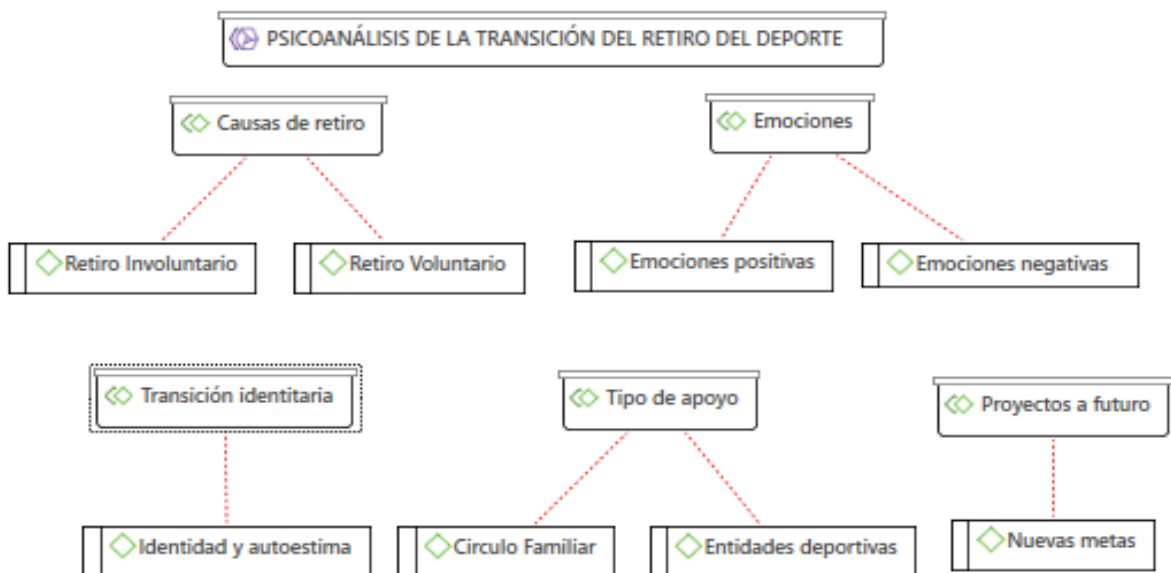 PSICOANÁLISIS DE LA TRANSICIÓN DEL RETIRO DEL DEPORTE
Causas de retiro
Emociones
Retiro Involuntario
Retiro Voluntario
Emociones positivas
Emociones negativas
Transición identitaria
Tipo de apoyo
Proyectos a futuro
Identidad y autoestima
Circulo Familiar
Entidades deportivas
Nuevas metas